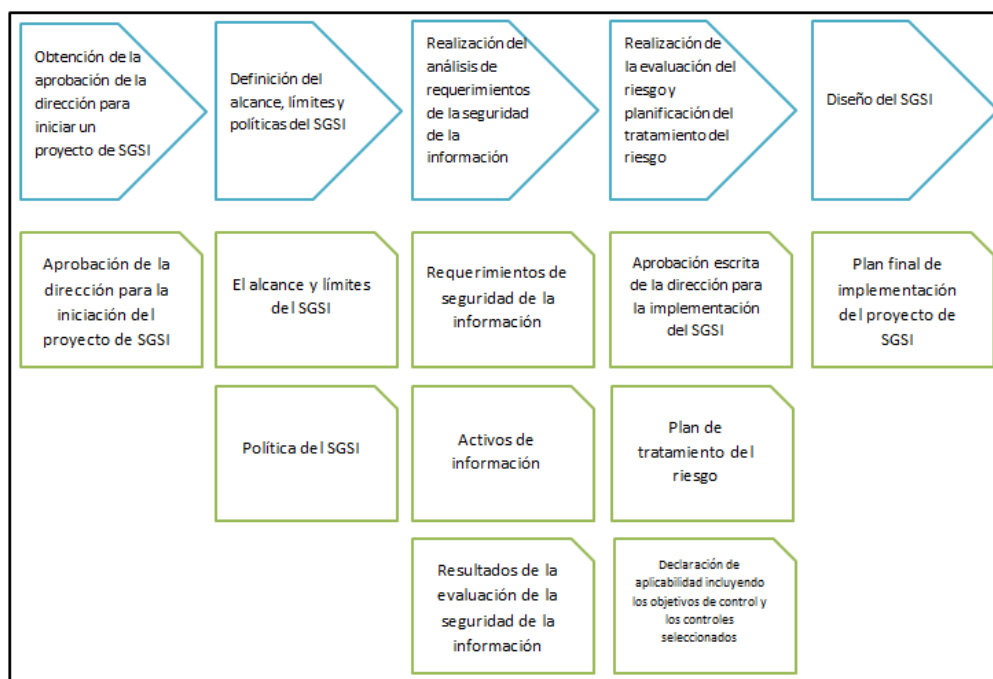 Obtención de la
aprobación de la
dirección para
iniciar un
proyecto de SGSI
Definición del
alcance, límites y
políticas del SGSI
Realización del
análisis de
requerimientos
de la seguridad
de la
información
Realización de
la evaluación del
riesgo y
planificación del
tratamiento del
riesgo
Diseño del SGSI
Aprobación de la
dirección para la
iniciación del
proyecto de SGSI
El alcance y límites
del SGSI
Requerimientos de
seguridad de la
información
Aprobación escrita
de la dirección para
la implementación
del SGSI
Plan final de
implementación
del proyecto de
SGSI
Política del SGSI
Activos de
información
Plan de
tratamiento del
riesgo
Resultados de la
evaluación de la
seguridad de la
información
Declaración de
aplicabilidad incluyendo
los objetivos de control y
los controles
seleccionados